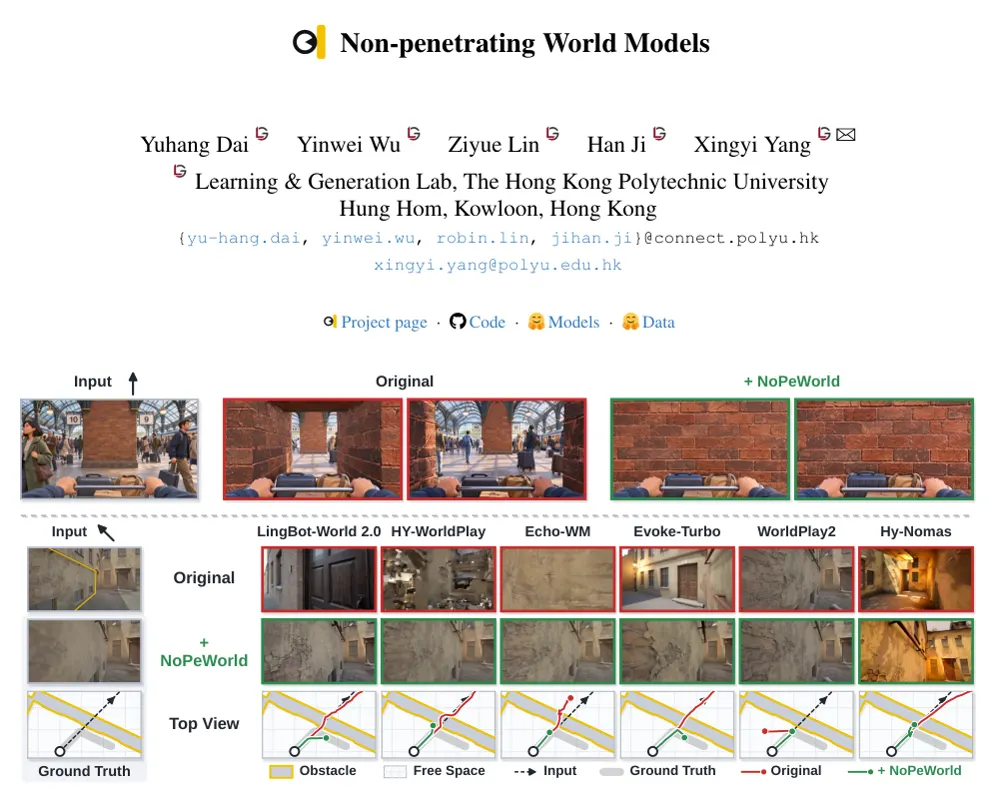 Non-penetrating World Models
Yuhang Dai Yinwei Wu Ziyue Lin Han Ji Xingyi Yang
Learning & Generation Lab, The Hong Kong Polytechnic University
Hung Hom, Kowloon, Hong Kong
{yu-hang.dai, yinwei.wu, robin.lin, jihan.ji}@connect.polyu.hk
xingyi.yang@polyu.edu.hk
Project page · Code · Models · Data
Input Original + NoPeWorld
10 9
Input LingBot-World 2.0 HY-WorldPlay Echo-WM Evoke-Turbo WorldPlay2 Hy-Nomas
Original
+
NoPeWorld
Top View
Ground Truth Obstacle Free Space Input Ground Truth Original + NoPeWorld